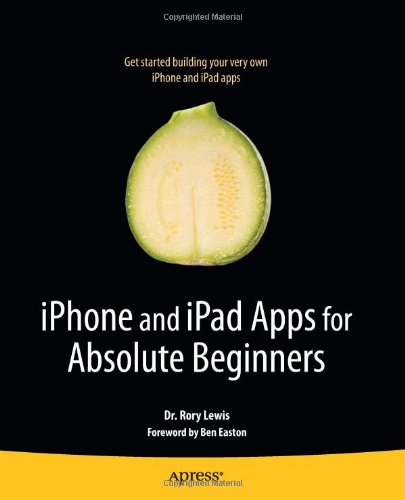 Copyrighted Material
Get started building your very own
iPhone and iPad apps
iPhone and iPad Apps for
Absolute Beginners
Dr. Rory Lewis
Foreword by Ben Easton
Apress®
Copyrighted Material